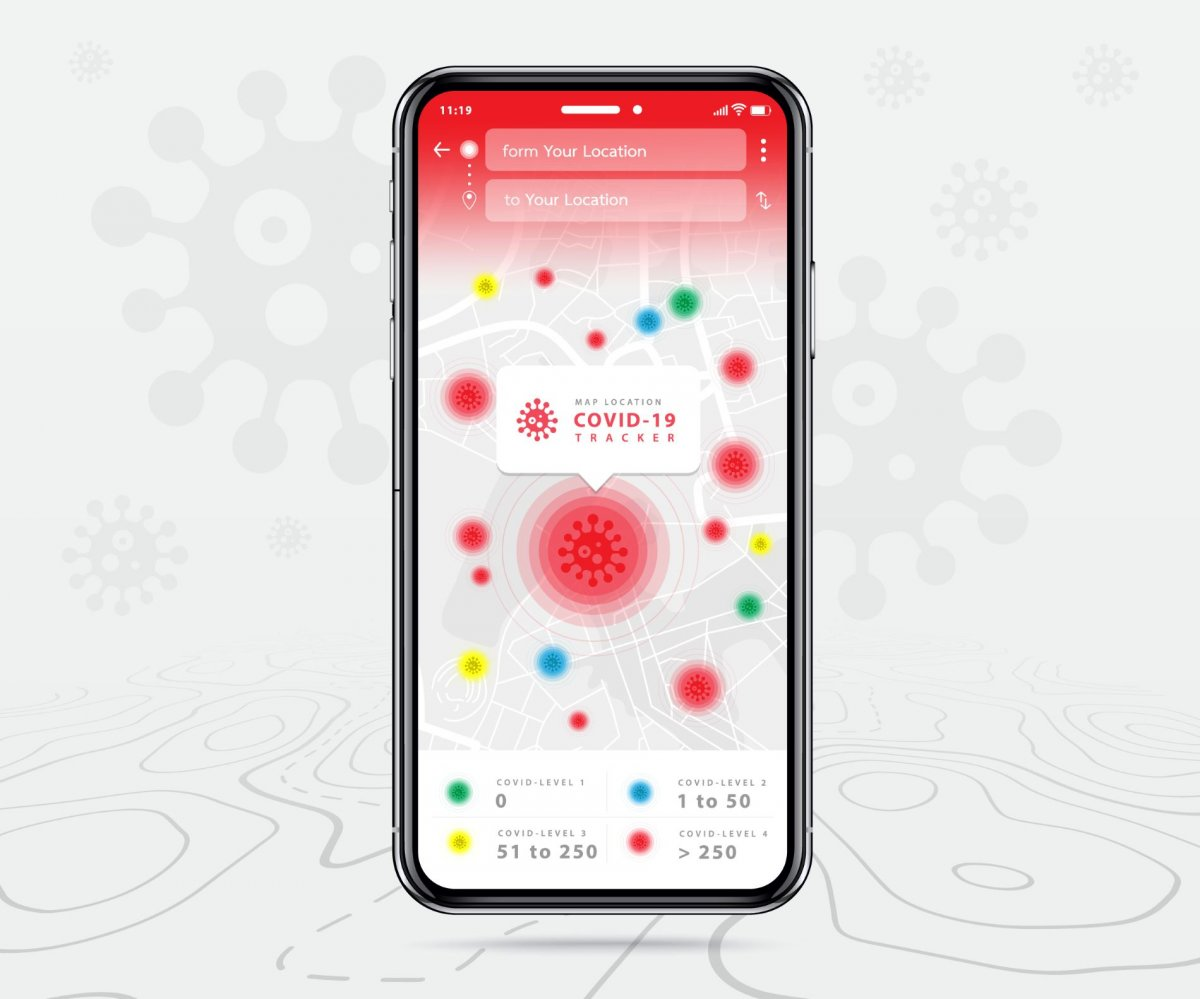 11:19
form Your Location
to Your Location
MAP LOCATION
COVID-19
TRACKER
COVID-LEVEL 1
0
COVID-LEVEL 2
1 to 50
COVID-LEVEL 3
51 to 250
COVID-LEVEL 4
> 250